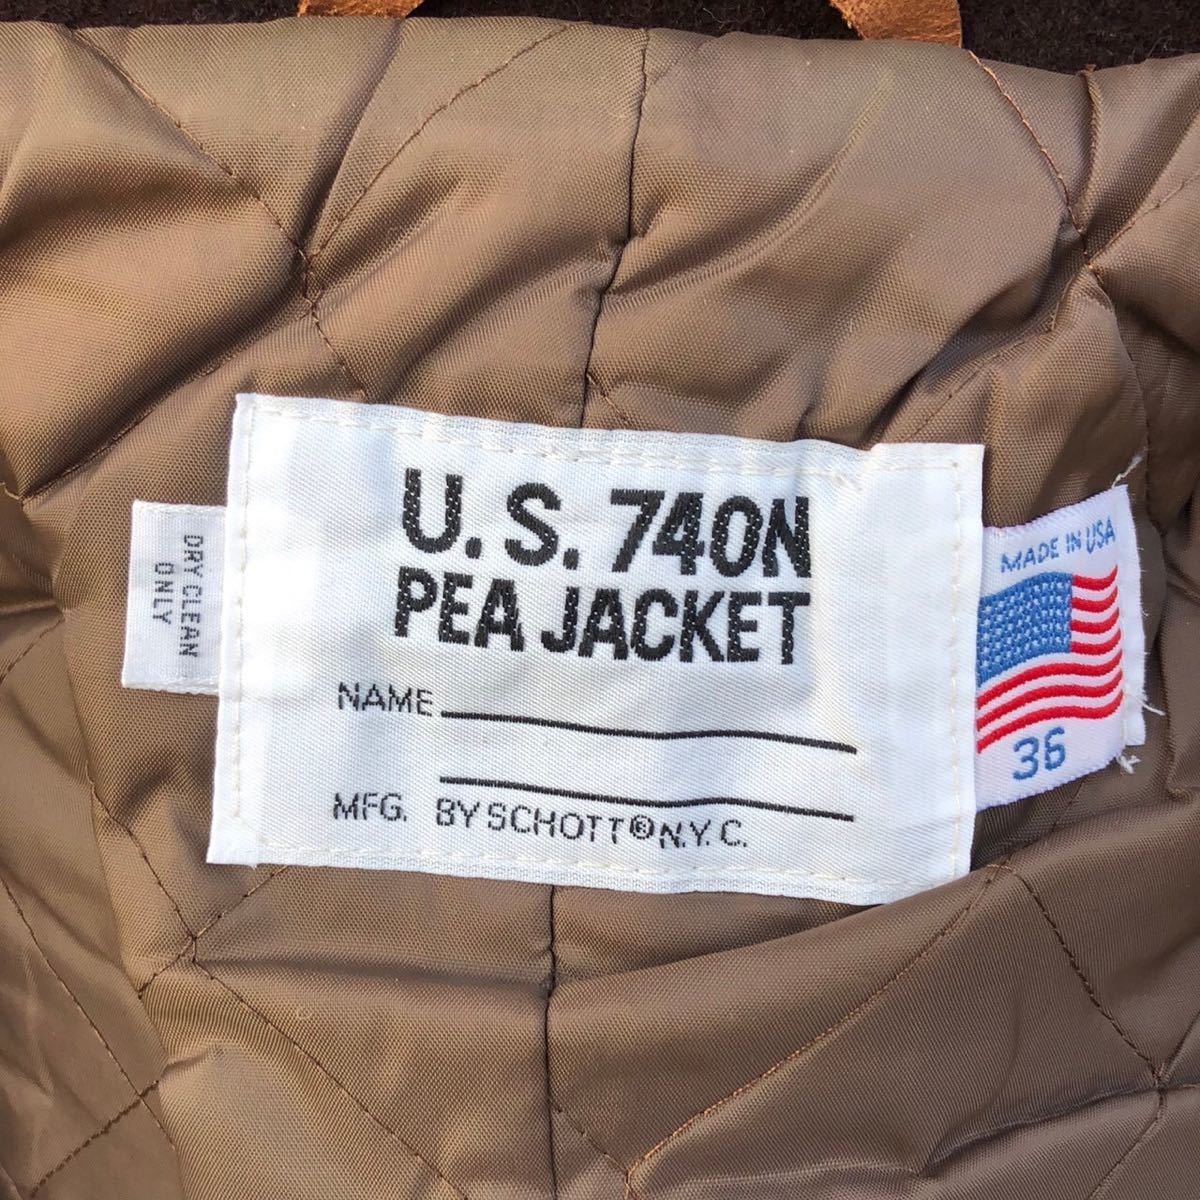 U.S. 740N
PEA JACKET
NAME
MFG. BY SCHOTT® N.Y.C.
DRY CLEAN
ONLY
MADE IN USA
36